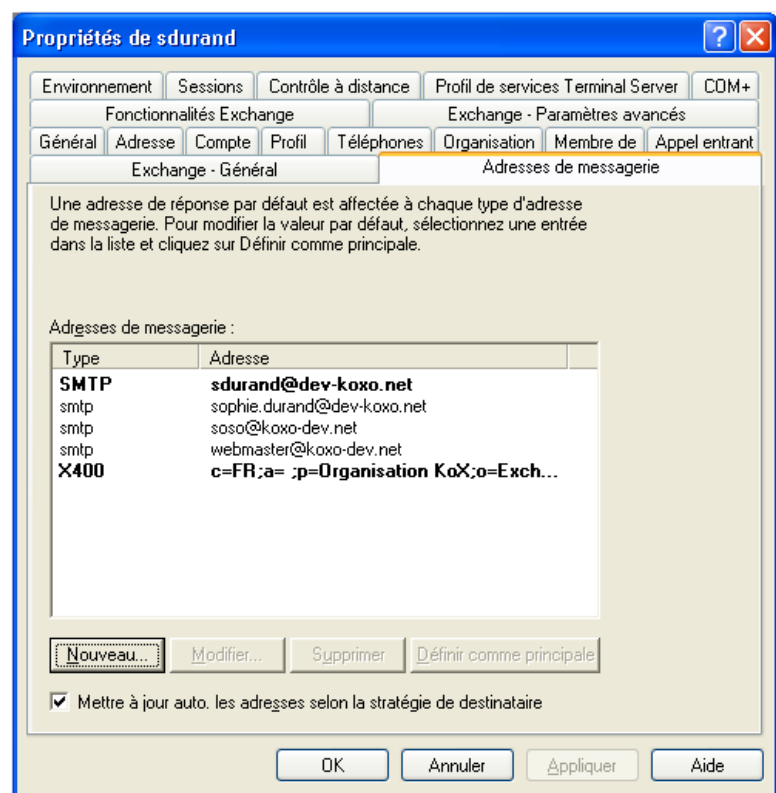 Propriétés de sdurand
Environnement Sessions Contrôle à distance Profil de services Terminal Server COM+
Fonctionnalités Exchange Exchange - Paramètres avancés
Général Adresse Compte Profil Téléphones Organisation Membre de Appel entrant
Exchange - Général Adresses de messagerie
Une adresse de réponse par défaut est affectée à chaque type d'adresse
de messagerie. Pour modifier la valeur par défaut, sélectionnez une entrée
dans la liste et cliquez sur Définir comme principale.
Adresses de messagerie :
Type Adresse
SMTP sdurand@dev-koxo.net
smtp sophie.durand@dev-koxo.net
smtp soso@koxo-dev.net
smtp webmaster@koxo-dev.net
X400 c=FR;a= ;p=Organisation KoX;o=Exch...
Nouveau... Modifier... Supprimer Définir comme principale
Mettre à jour auto. les adresses selon la stratégie de destinataire
OK Annuler Appliquer Aide